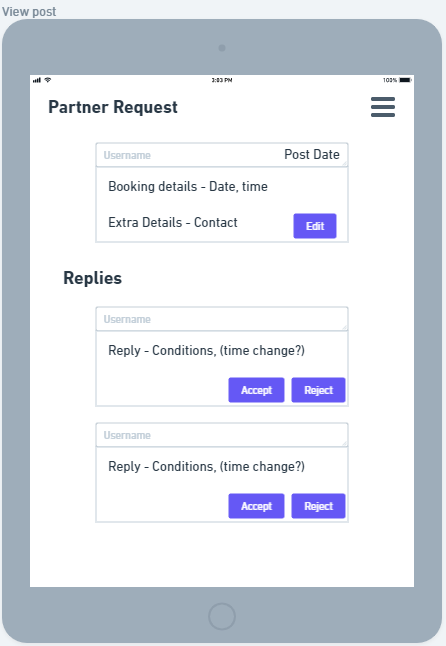 View post
3:03 PM
103%
Partner Request
Username
Post Date
Booking details - Date, time
Extra Details - Contact
Edit
Replies
Username
Reply - Conditions, (time change?)
Accept
Reject
Username
Reply - Conditions, (time change?)
Accept
Reject